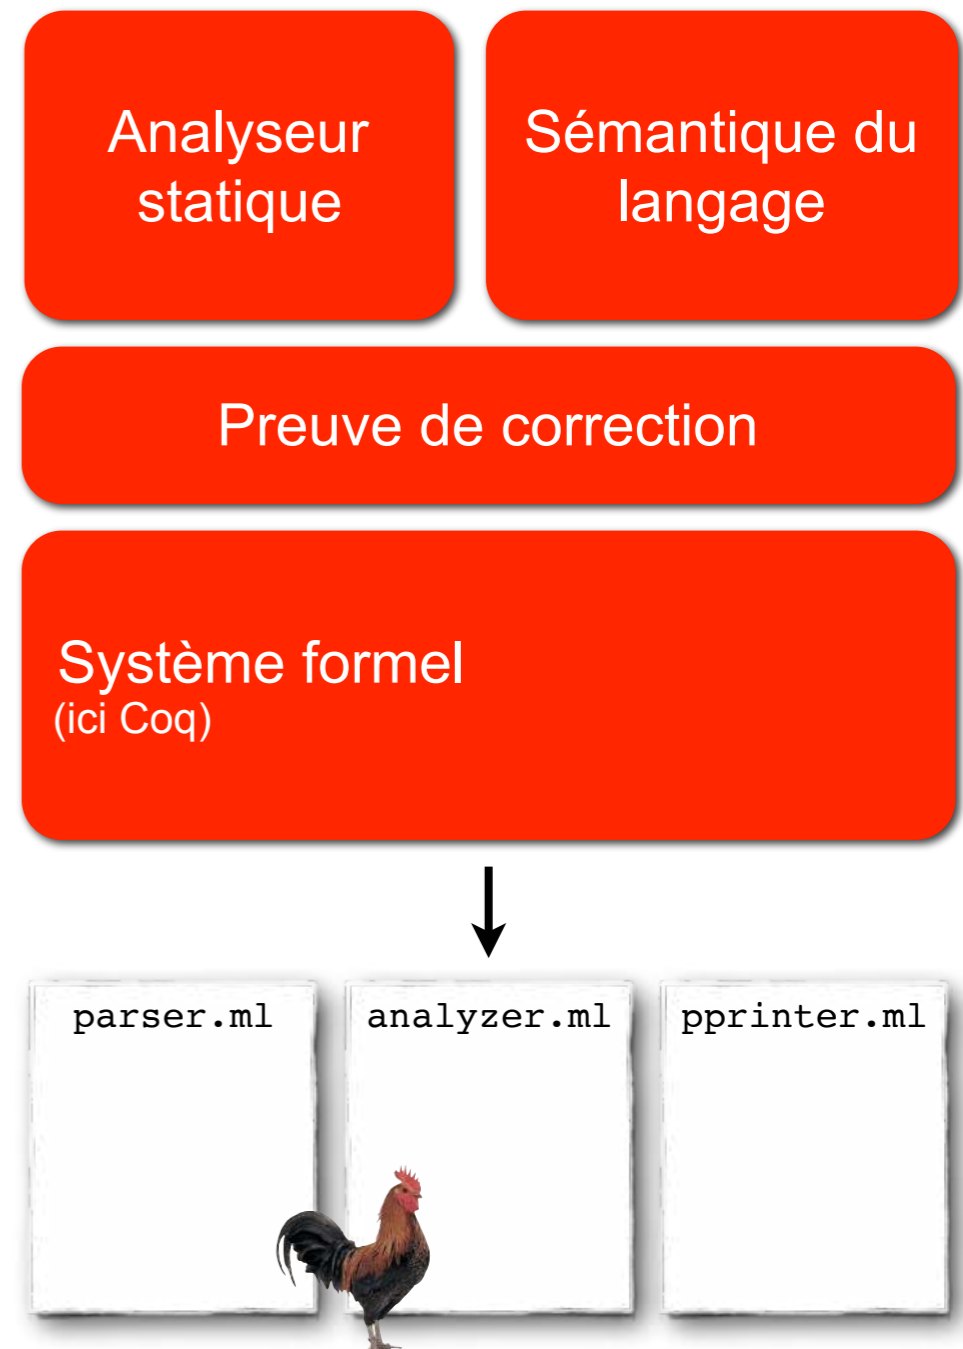 Analyseur
statique
Sémantique du
langage
Preuve de correction
Système formel
(ici Coq)
parser.ml
analyzer.ml
pprinter.ml